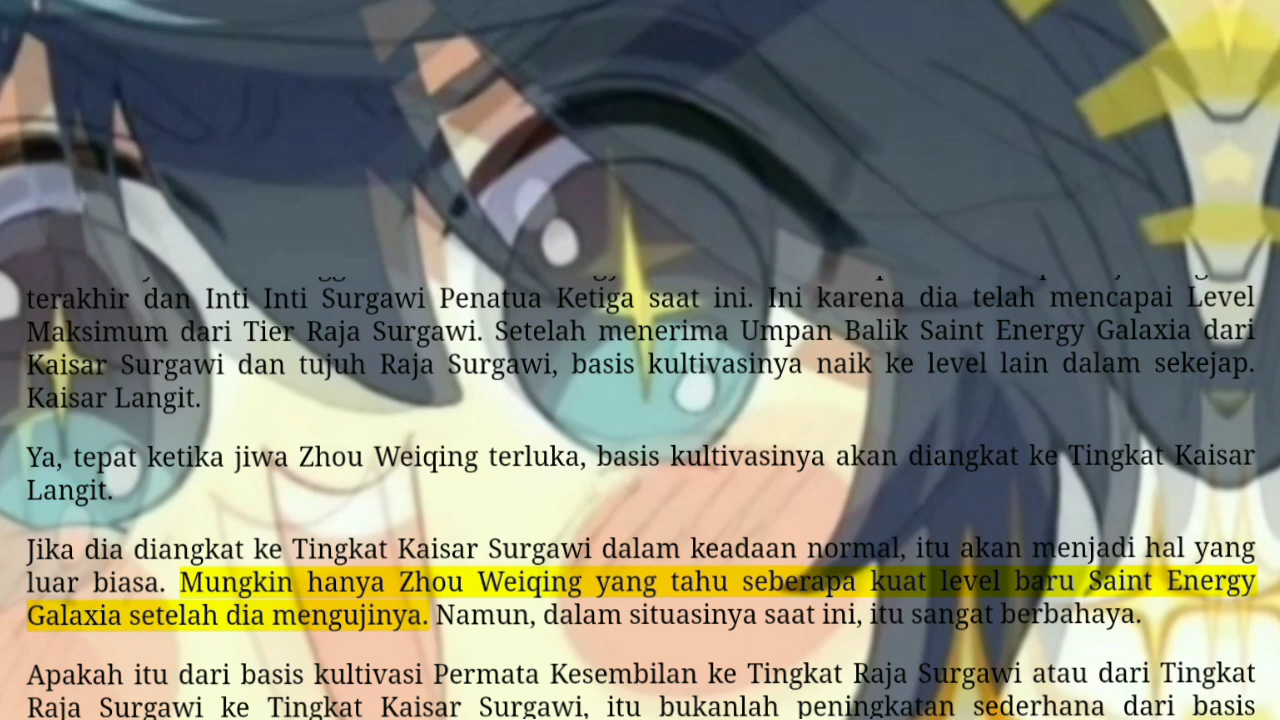 terakhir dan Inti Inti Surgawi Penatua Ketiga saat ini. Ini karena dia telah mencapai Level
Maksimum dari Tier Raja Surgawi. Setelah menerima Umpan Balik Saint Energy Galaxia dari
Kaisar Surgawi dan tujuh Raja Surgawi, basis kultivasinya naik ke level lain dalam sekejap.
Kaisar Langit.
Ya, tepat ketika jiwa Zhou Weiqing terluka, basis kultivasinya akan diangkat ke Tingkat Kaisar
Langit.
Jika dia diangkat ke Tingkat Kaisar Surgawi dalam keadaan normal, itu akan menjadi hal yang
luar biasa. Mungkin hanya Zhou Weiqing yang tahu seberapa kuat level baru Saint Energy
Galaxia setelah dia mengujinya. Namun, dalam situasinya saat ini, itu sangat berbahaya.
Apakah itu dari basis kultivasi Permata Kesembilan ke Tingkat Raja Surgawi atau dari Tingkat
Raja Surgawi ke Tingkat Kaisar Surgawi, itu bukanlah peningkatan sederhana dari basis